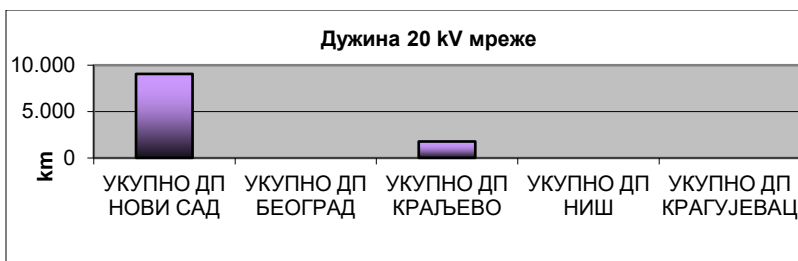 Дужина 20 kV мреже
10.000
5.000
0
km
УКУПНО ДП НОВИ САД
УКУПНО ДП БЕОГРАД
УКУПНО ДП КРАЉЕВО
УКУПНО ДП НИШ
УКУПНО ДП КРАГУЈЕВАЦ